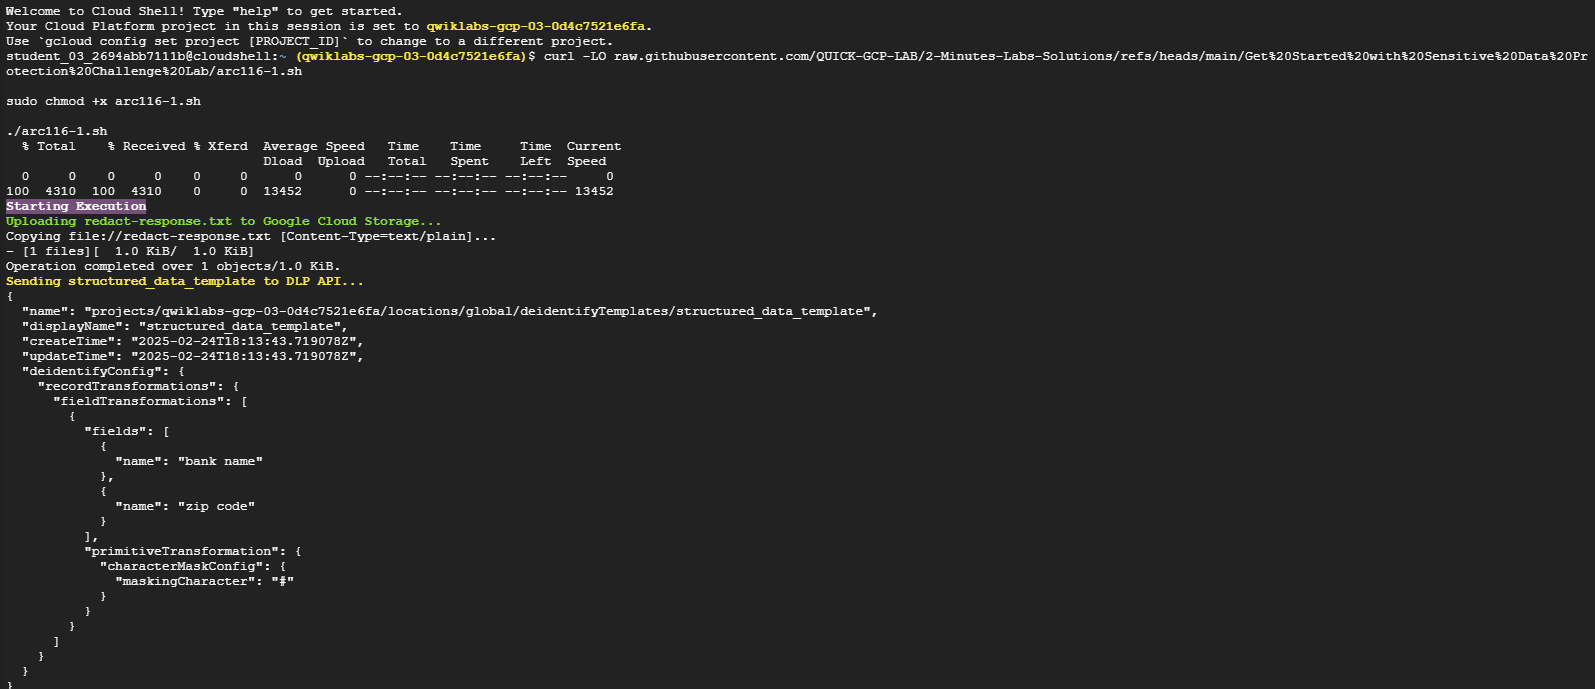 Welcome to Cloud Shell! Type "help" to get started.
Your Cloud Platform project in this session is set to qwiklabs-gcp-03-0d4c7521e6fa.
Use `gcloud config set project [PROJECT_ID]` to change to a different project.
student_03_2694abb7111b@cloudshell:~ (qwiklabs-gcp-03-0d4c7521e6fa)$ curl -LO raw.githubusercontent.com/QUICK-GCP-LAB/2-Minutes-Labs-Solutions/refs/heads/main/Get%20Started%20with%20Sensitive%20Data%20Pr
otection%20Challenge%20Lab/arc116-1.sh
sudo chmod +x arc116-1.sh
./arc116-1.sh
  % Total    % Received % Xferd  Average Speed   Time    Time     Time  Current
                                 Dload  Upload   Total   Spent    Left  Speed
  0     0    0     0    0     0      0      0 --:--:-- --:--:-- --:--:--     0
100  4310  100  4310    0     0  13452      0 --:--:-- --:--:-- --:--:-- 13452
Starting Execution
Uploading redact-response.txt to Google Cloud Storage...
Copying file://redact-response.txt [Content-Type=text/plain]...
- [1 files][  1.0 KiB/  1.0 KiB]
Operation completed over 1 objects/1.0 KiB.
Sending structured_data_template to DLP API...
{
  "name": "projects/qwiklabs-gcp-03-0d4c7521e6fa/locations/global/deidentifyTemplates/structured_data_template",
  "displayName": "structured_data_template",
  "createTime": "2025-02-24T18:13:43.719078Z",
  "updateTime": "2025-02-24T18:13:43.719078Z",
  "deidentifyConfig": {
    "recordTransformations": {
      "fieldTransformations": [
        {
          "fields": [
            {
              "name": "bank name"
            },
            {
              "name": "zip code"
            }
          ],
          "primitiveTransformation": {
            "characterMaskConfig": {
              "maskingCharacter": "#"
            }
          }
        }
      ]
    }
  }
}